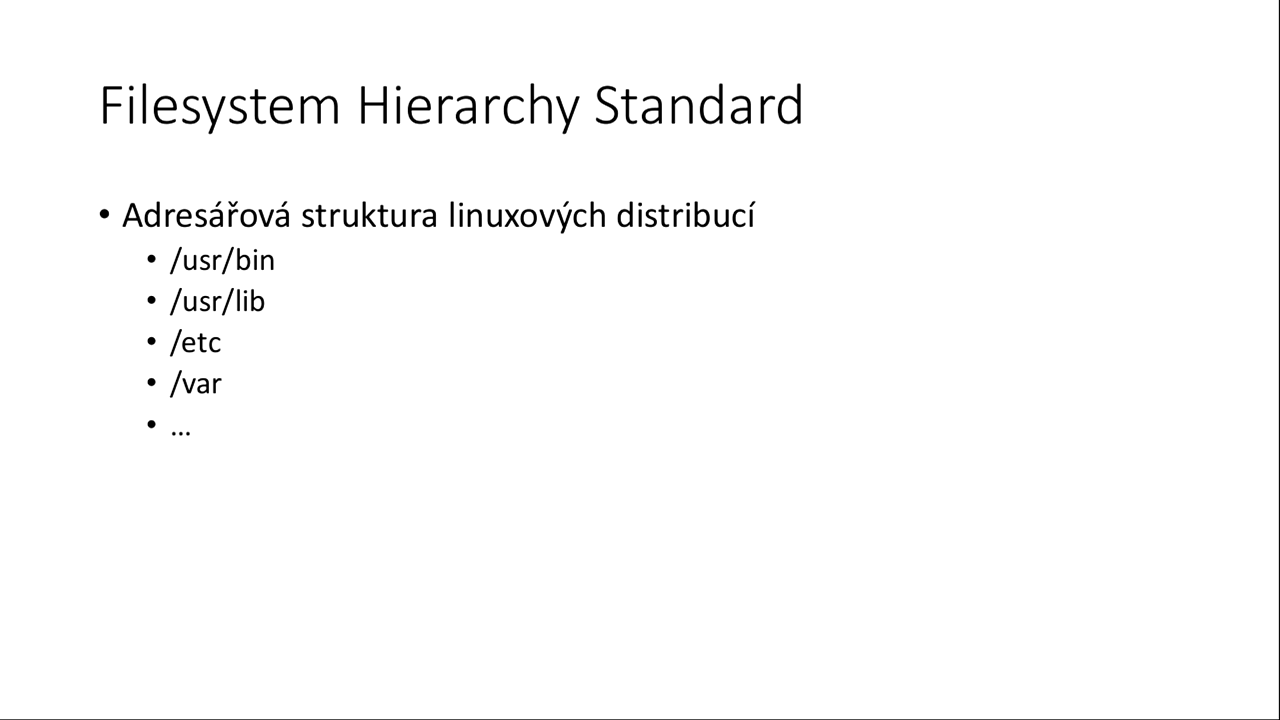 Filesystem Hierarchy Standard
• Adresářová struktura linuxových distribucí
• /usr/bin
• /usr/lib
• /etc
• /var
• …